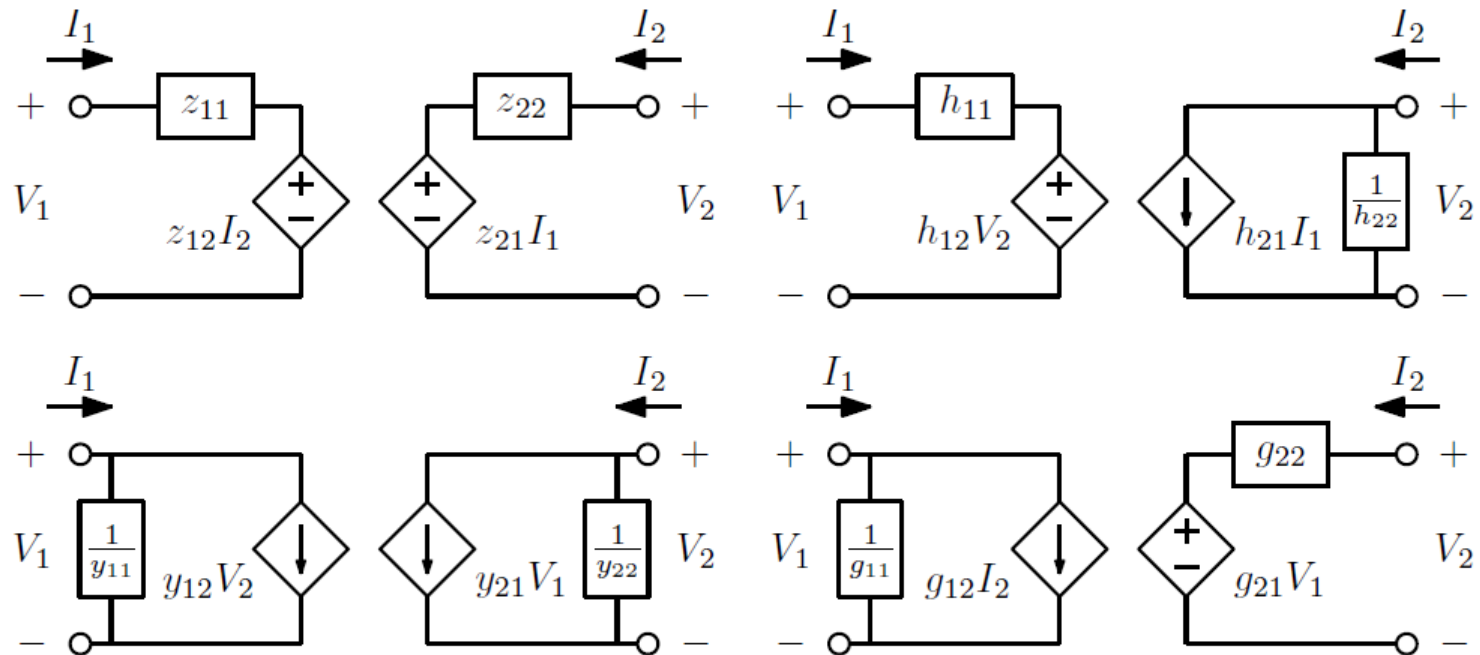 I₁ I₂ I₁ I₂
+ z₁₁ z₂₂ + + h₁₁ +
V₁ + − + − V₂ V₁ + − 1/h₂₂ V₂
z₁₂I₂ z₂₁I₁ h₁₂V₂ h₂₁I₁
− − − −
I₁ I₂ I₁ I₂
+ + + g₂₂ +
V₁ 1/y₁₁ 1/y₂₂ V₂ V₁ 1/g₁₁ + − V₂
y₁₂V₂ y₂₁V₁ g₁₂I₂ g₂₁V₁
− − − −